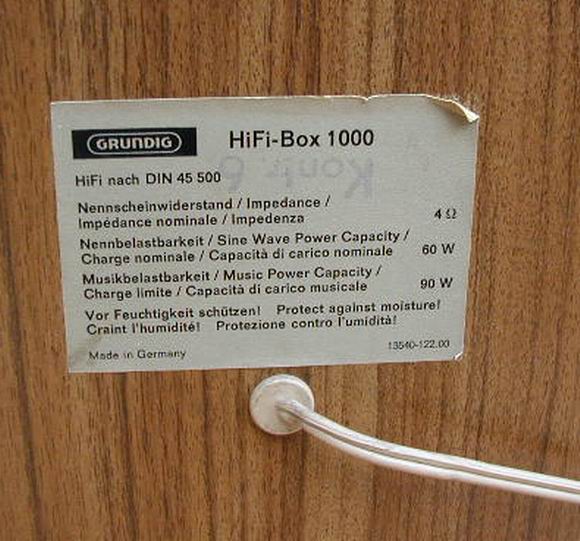 GRUNDIG HiFi-Box 1000
HiFi nach DIN 45 500
Nennscheinwiderstand / Impedance /
Impédance nominale / Impedenza 4 Ω
Nennbelastbarkeit / Sine Wave Power Capacity /
Charge nominale / Capacità di carico nominale 60 W
Musikbelastbarkeit / Music Power Capacity /
Charge limite / Capacità di carico musicale 90 W
Vor Feuchtigkeit schützen! Protect against moisture!
Craint l'humidité! Protezione contro l'umidità!
Made in Germany 13540-122.00